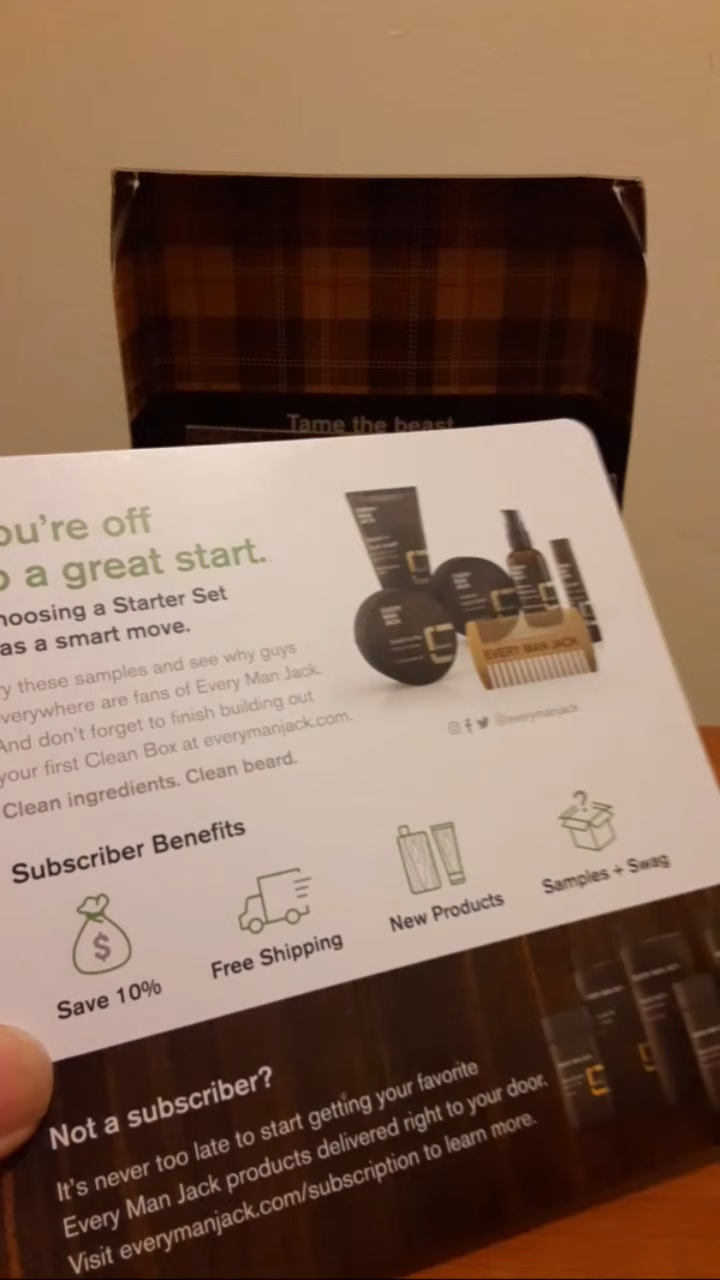 Tame the beast
ou're off
o a great start.
hoosing a Starter Set
as a smart move.
y these samples and see why guys
verywhere are fans of Every Man Jack.
And don't forget to finish building out
your first Clean Box at everymanjack.com.
Clean ingredients. Clean beard.
EVERY MAN JACK
@everymanjack
Subscriber Benefits
$
Save 10%
Free Shipping
New Products
?
Samples + Swag
Not a subscriber?
It's never too late to start getting your favorite
Every Man Jack products delivered right to your door.
Visit everymanjack.com/subscription to learn more.